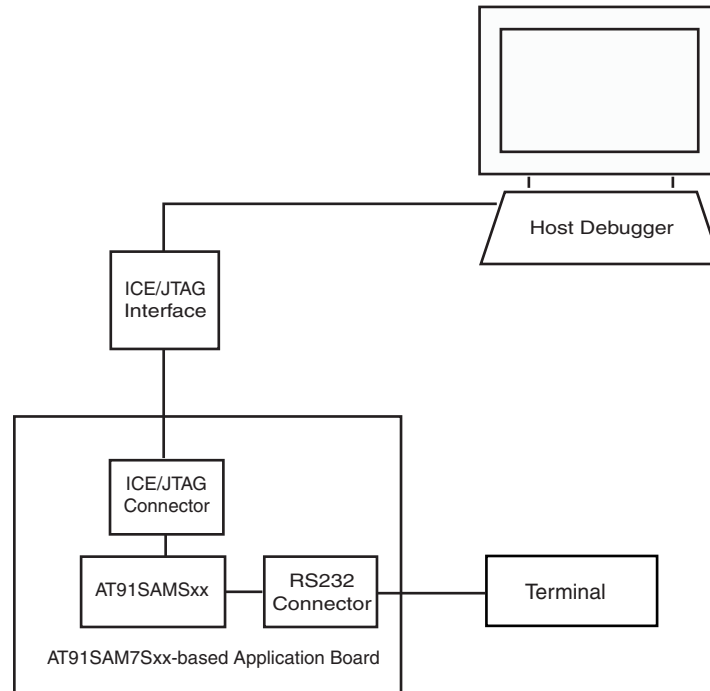 Host Debugger
ICE/JTAG
Interface
ICE/JTAG
Connector
AT91SAMSxx
RS232
Connector
Terminal
AT91SAM7Sxx-based Application Board